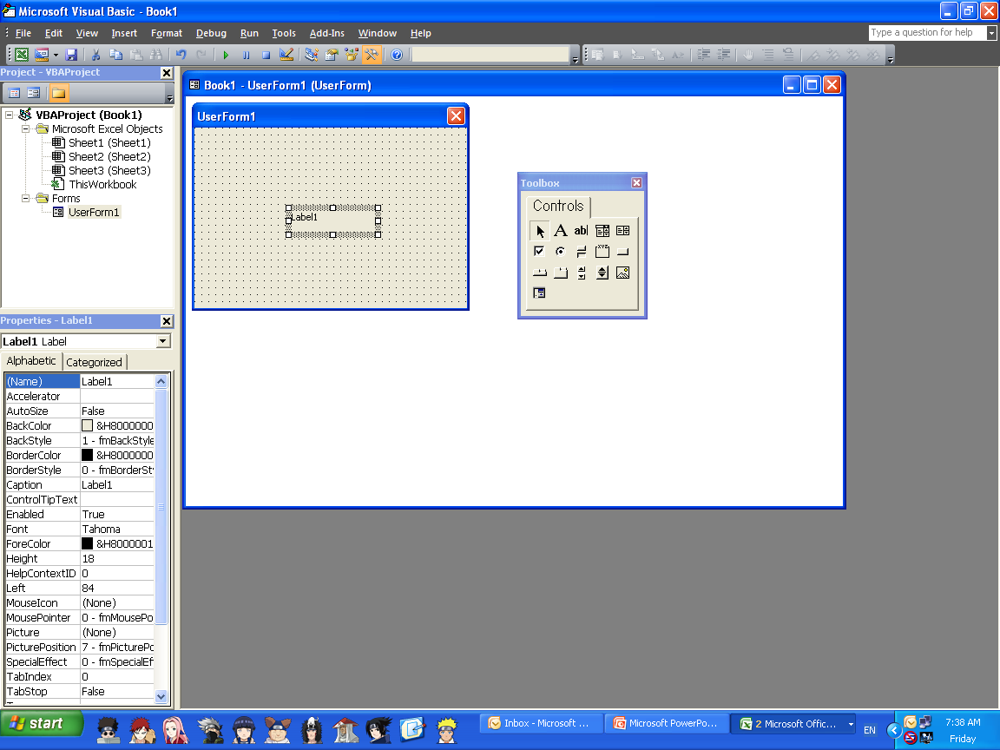 Microsoft Visual Basic - Book1
File Edit View Insert Format Debug Run Tools Add-Ins Window Help
Type a question for help
Project - VBAProject
VBAProject (Book1)
Microsoft Excel Objects
Sheet1 (Sheet1)
Sheet2 (Sheet2)
Sheet3 (Sheet3)
ThisWorkbook
Forms
UserForm1
Properties - Label1
Label1 Label
Alphabetic Categorized
(Name) Label1
Accelerator
AutoSize False
BackColor &H8000000
BackStyle 1 - fmBackStyle
BorderColor &H8000000
BorderStyle 0 - fmBorderSt
Caption Label1
ControlTipText
Enabled True
Font Tahoma
ForeColor &H8000001
Height 18
HelpContextID 0
Left 84
MouseIcon (None)
MousePointer 0 - fmMousePo
Picture (None)
PicturePosition 7 - fmPicturePo
SpecialEffect 0 - fmSpecialEf
TabIndex 0
TabStop False
Book1 - UserForm1 (UserForm)
UserForm1
Label1
Toolbox
Controls
A ab
start
Inbox - Microsoft ...
Microsoft PowerPo...
2 Microsoft Offic...
EN
7:38 AM
Friday